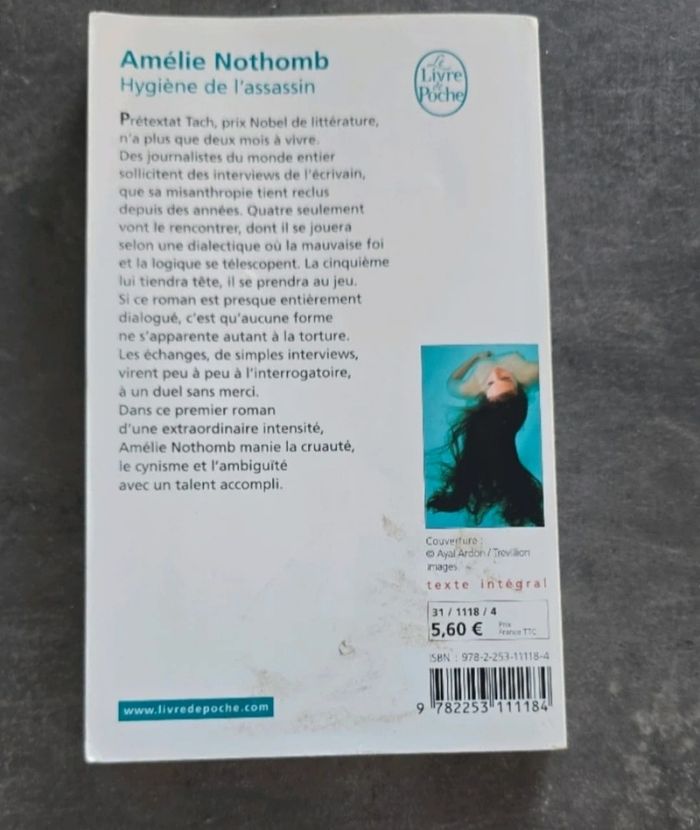 Amélie Nothomb
Hygiène de l'assassin
Le
Livre
de
Poche
Prétextat Tach, prix Nobel de littérature,
n'a plus que deux mois à vivre.
Des journalistes du monde entier
sollicitent des interviews de l'écrivain,
que sa misanthropie tient reclus
depuis des années. Quatre seulement
vont le rencontrer, dont il se jouera
selon une dialectique où la mauvaise foi
et la logique se télescopent. La cinquième
lui tiendra tête, il se prendra au jeu.
Si ce roman est presque entièrement
dialogué, c'est qu'aucune forme
ne s'apparente autant à la torture.
Les échanges, de simples interviews,
virent peu à peu à l'interrogatoire,
à un duel sans merci.
Dans ce premier roman
d'une extraordinaire intensité,
Amélie Nothomb manie la cruauté,
le cynisme et l'ambiguïté
avec un talent accompli.
Couverture :
© Ayal Ardon / Trevillion
Images
texte intégral
31 / 1118 / 4
5,60 €
Prix
France TTC
ISBN : 978-2-253-11118-4
9 782253 111184
www.livredepoche.com